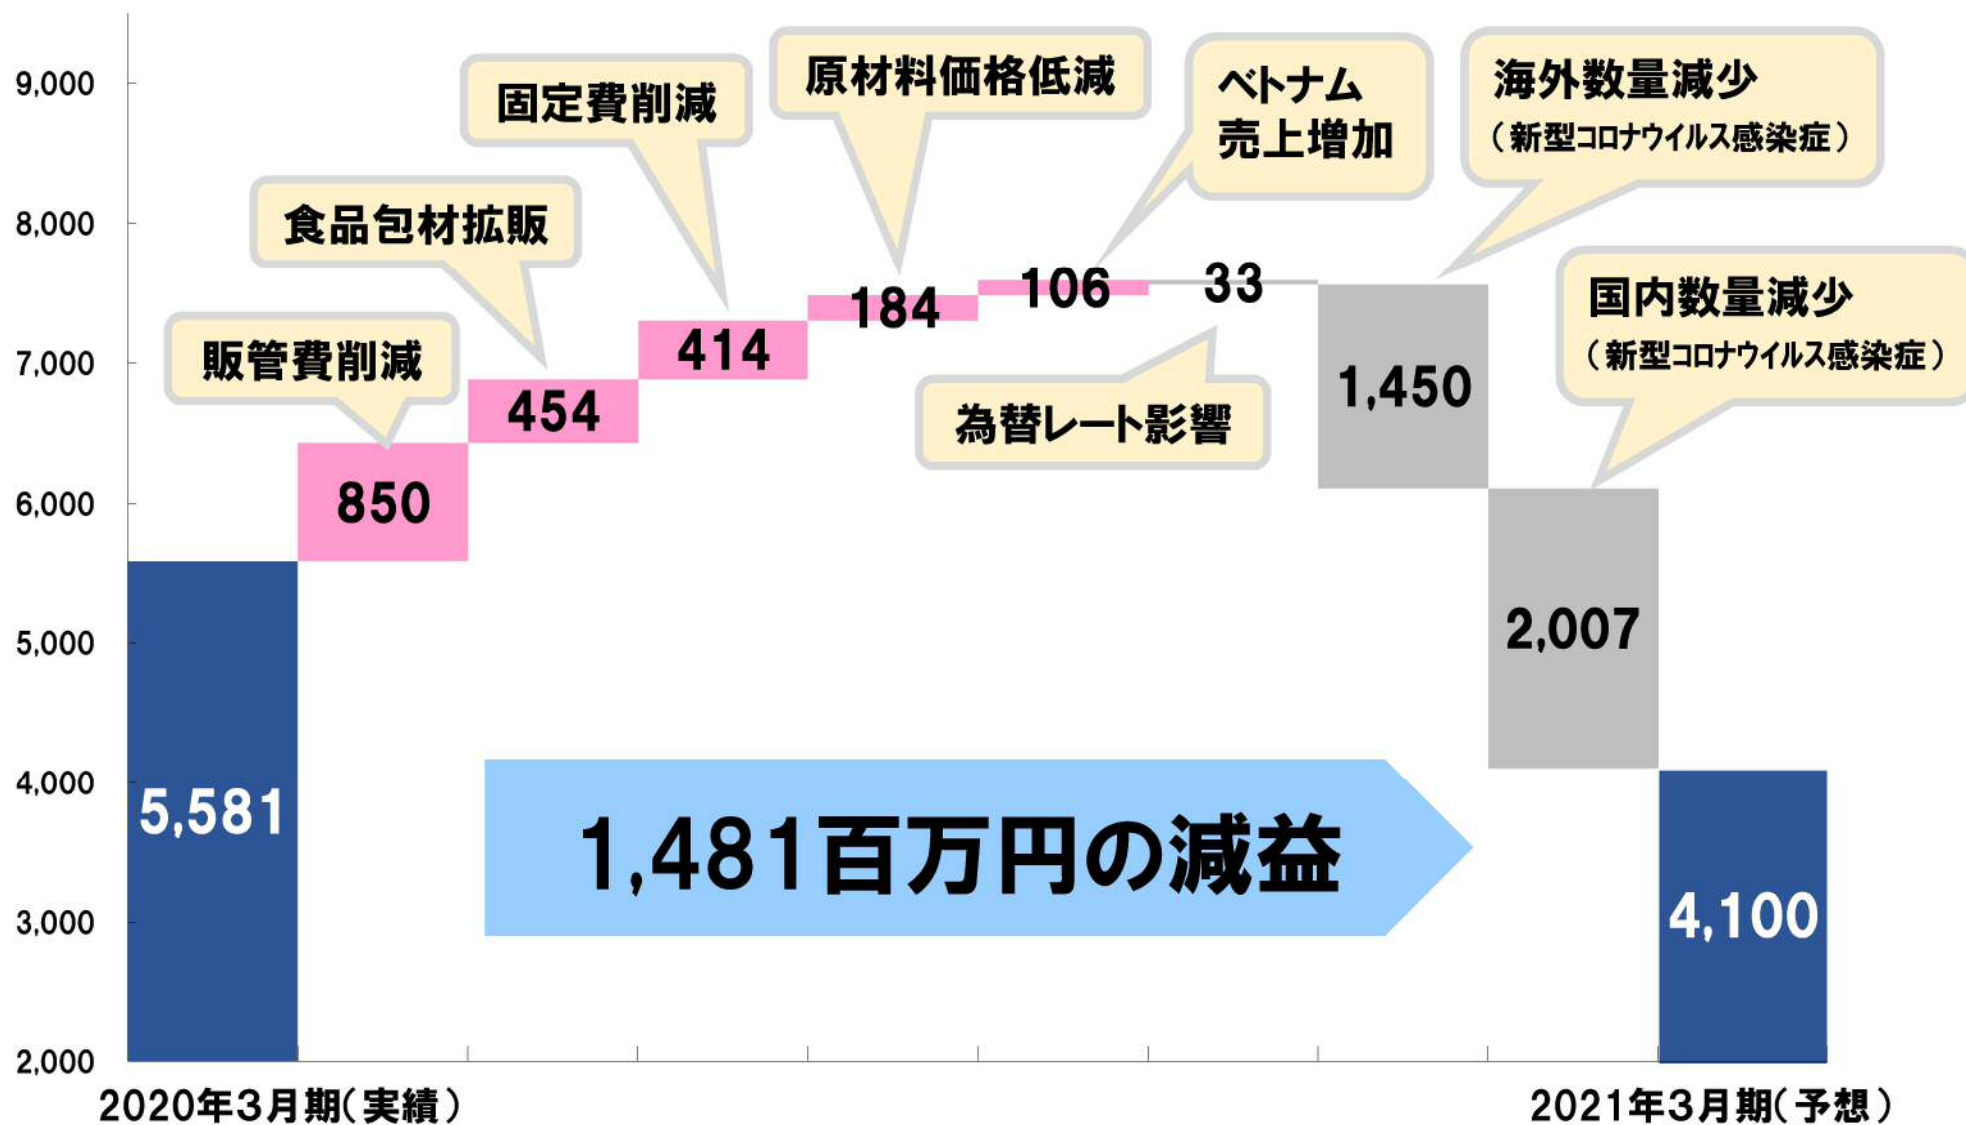 9,000
8,000
7,000
6,000
5,000
4,000
3,000
2,000
5,581
販管費削減
850
食品包材拡販
454
固定費削減
414
原材料価格低減
184
ベトナム
売上増加
106
33
為替レート影響
海外数量減少
（新型コロナウイルス感染症）
1,450
国内数量減少
（新型コロナウイルス感染症）
2,007
4,100
1,481百万円の減益
2020年３月期（実績）
2021年３月期（予想）